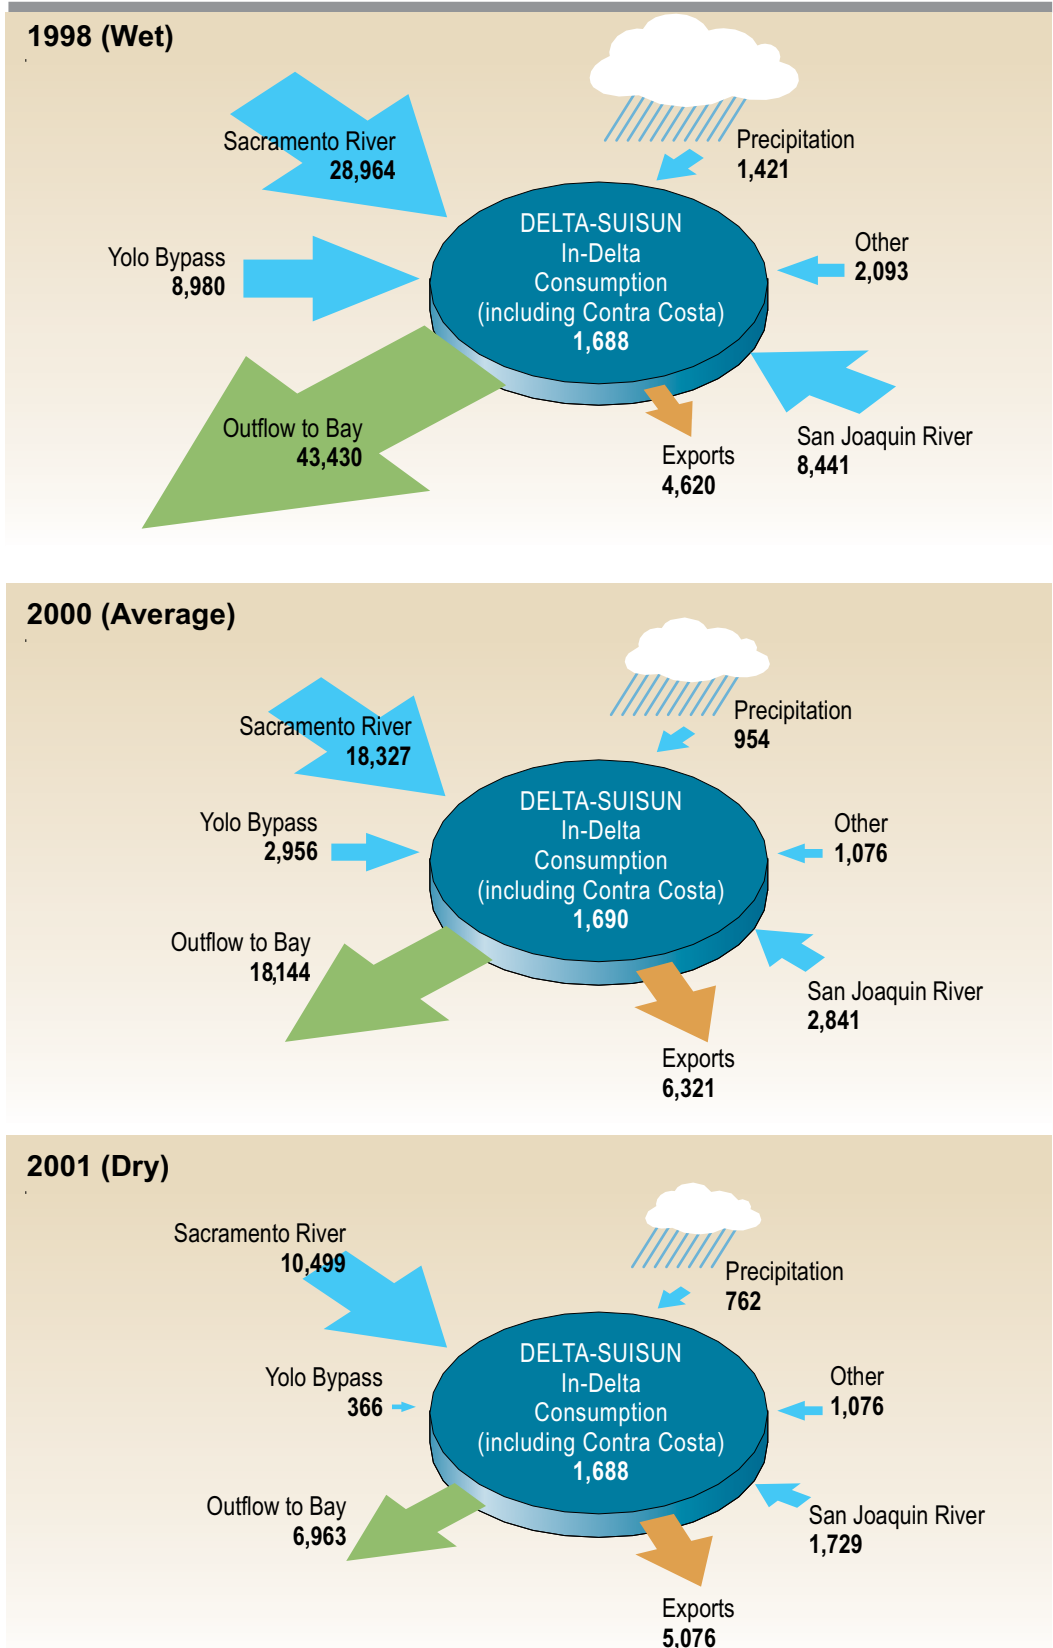 1998 (Wet)
Sacramento River
28,964
Precipitation
1,421
Yolo Bypass
8,980
DELTA-SUISUN
In-Delta
Consumption
(including Contra Costa)
1,688
Other
2,093
Outflow to Bay
43,430
Exports
4,620
San Joaquin River
8,441
2000 (Average)
Sacramento River
18,327
Precipitation
954
Yolo Bypass
2,956
DELTA-SUISUN
In-Delta
Consumption
(including Contra Costa)
1,690
Other
1,076
Outflow to Bay
18,144
Exports
6,321
San Joaquin River
2,841
2001 (Dry)
Sacramento River
10,499
Precipitation
762
Yolo Bypass
366
DELTA-SUISUN
In-Delta
Consumption
(including Contra Costa)
1,688
Other
1,076
Outflow to Bay
6,963
Exports
5,076
San Joaquin River
1,729